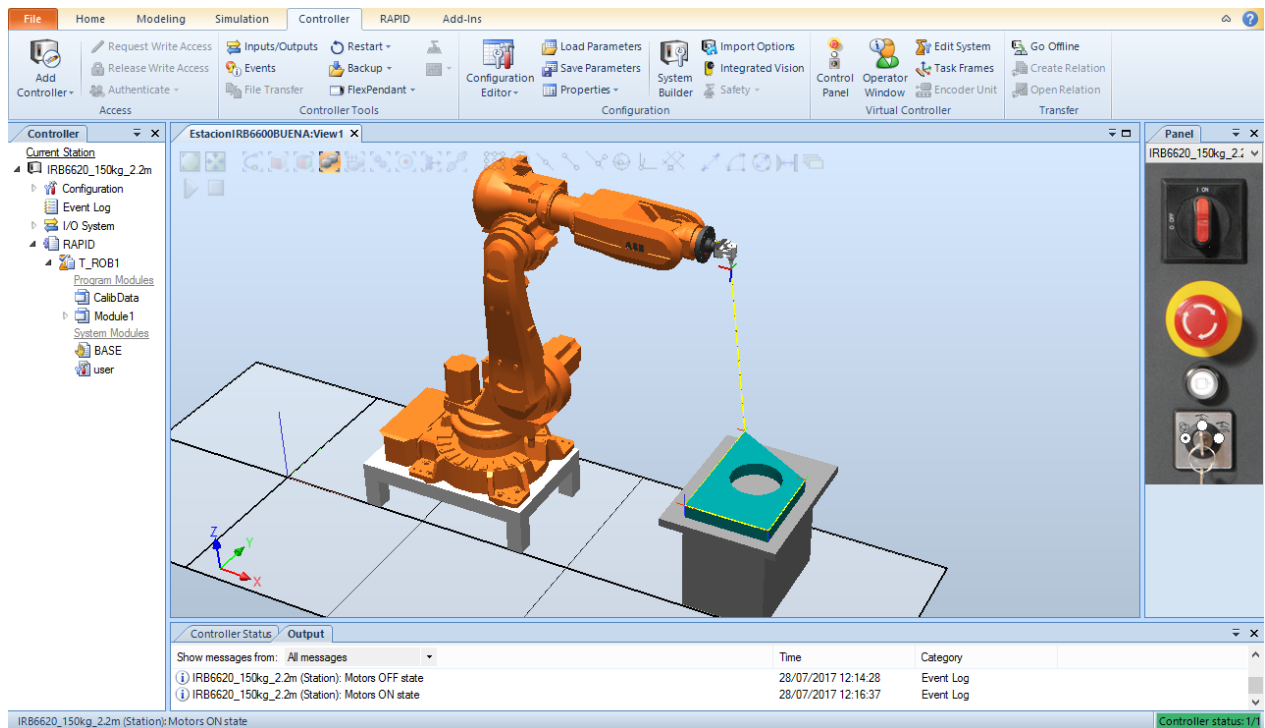 File Home Modeling Simulation Controller RAPID Add-Ins
Request Write Access Inputs/Outputs Restart Load Parameters Import Options Edit System Go Offline
Release Write Access Events Backup Save Parameters Integrated Vision Task Frames Create Relation
Authenticate File Transfer FlexPendant Properties Safety Encoder Unit Open Relation
Add Controller
Configuration Editor
System Builder
Control Panel
Operator Window
Access Controller Tools Configuration Virtual Controller Transfer
Controller
Current Station
IRB6620_150kg_2.2m
Configuration
Event Log
I/O System
RAPID
T_ROB1
Program Modules
CalibData
Module1
System Modules
BASE
user
EstacionIRB6600BUENA:View1
ABB
Z
Y
X
Panel
IRB6620_150kg_2.2
I ON
O OFF
Controller Status Output
Show messages from: All messages Time Category
IRB6620_150kg_2.2m (Station): Motors OFF state 28/07/2017 12:14:28 Event Log
IRB6620_150kg_2.2m (Station): Motors ON state 28/07/2017 12:16:37 Event Log
IRB6620_150kg_2.2m (Station): Motors ON state Controller status: 1/1